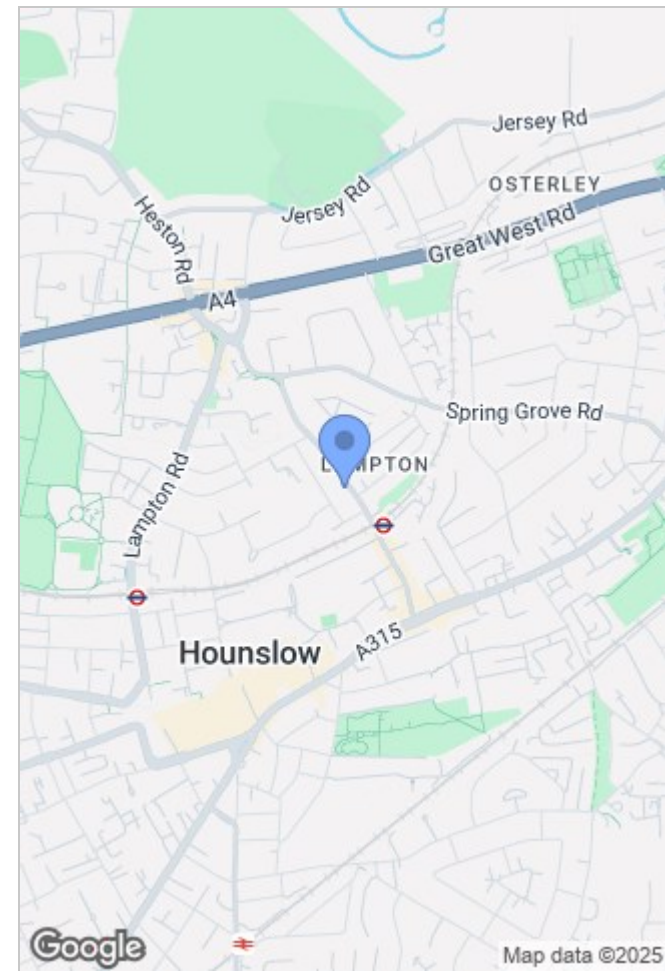 Jersey Rd
OSTERLEY
Jersey Rd
Heston Rd
Great West Rd
A4
Spring Grove Rd
LAMPTON
Lampton Rd
A315
Hounslow
Google
Map data ©2025